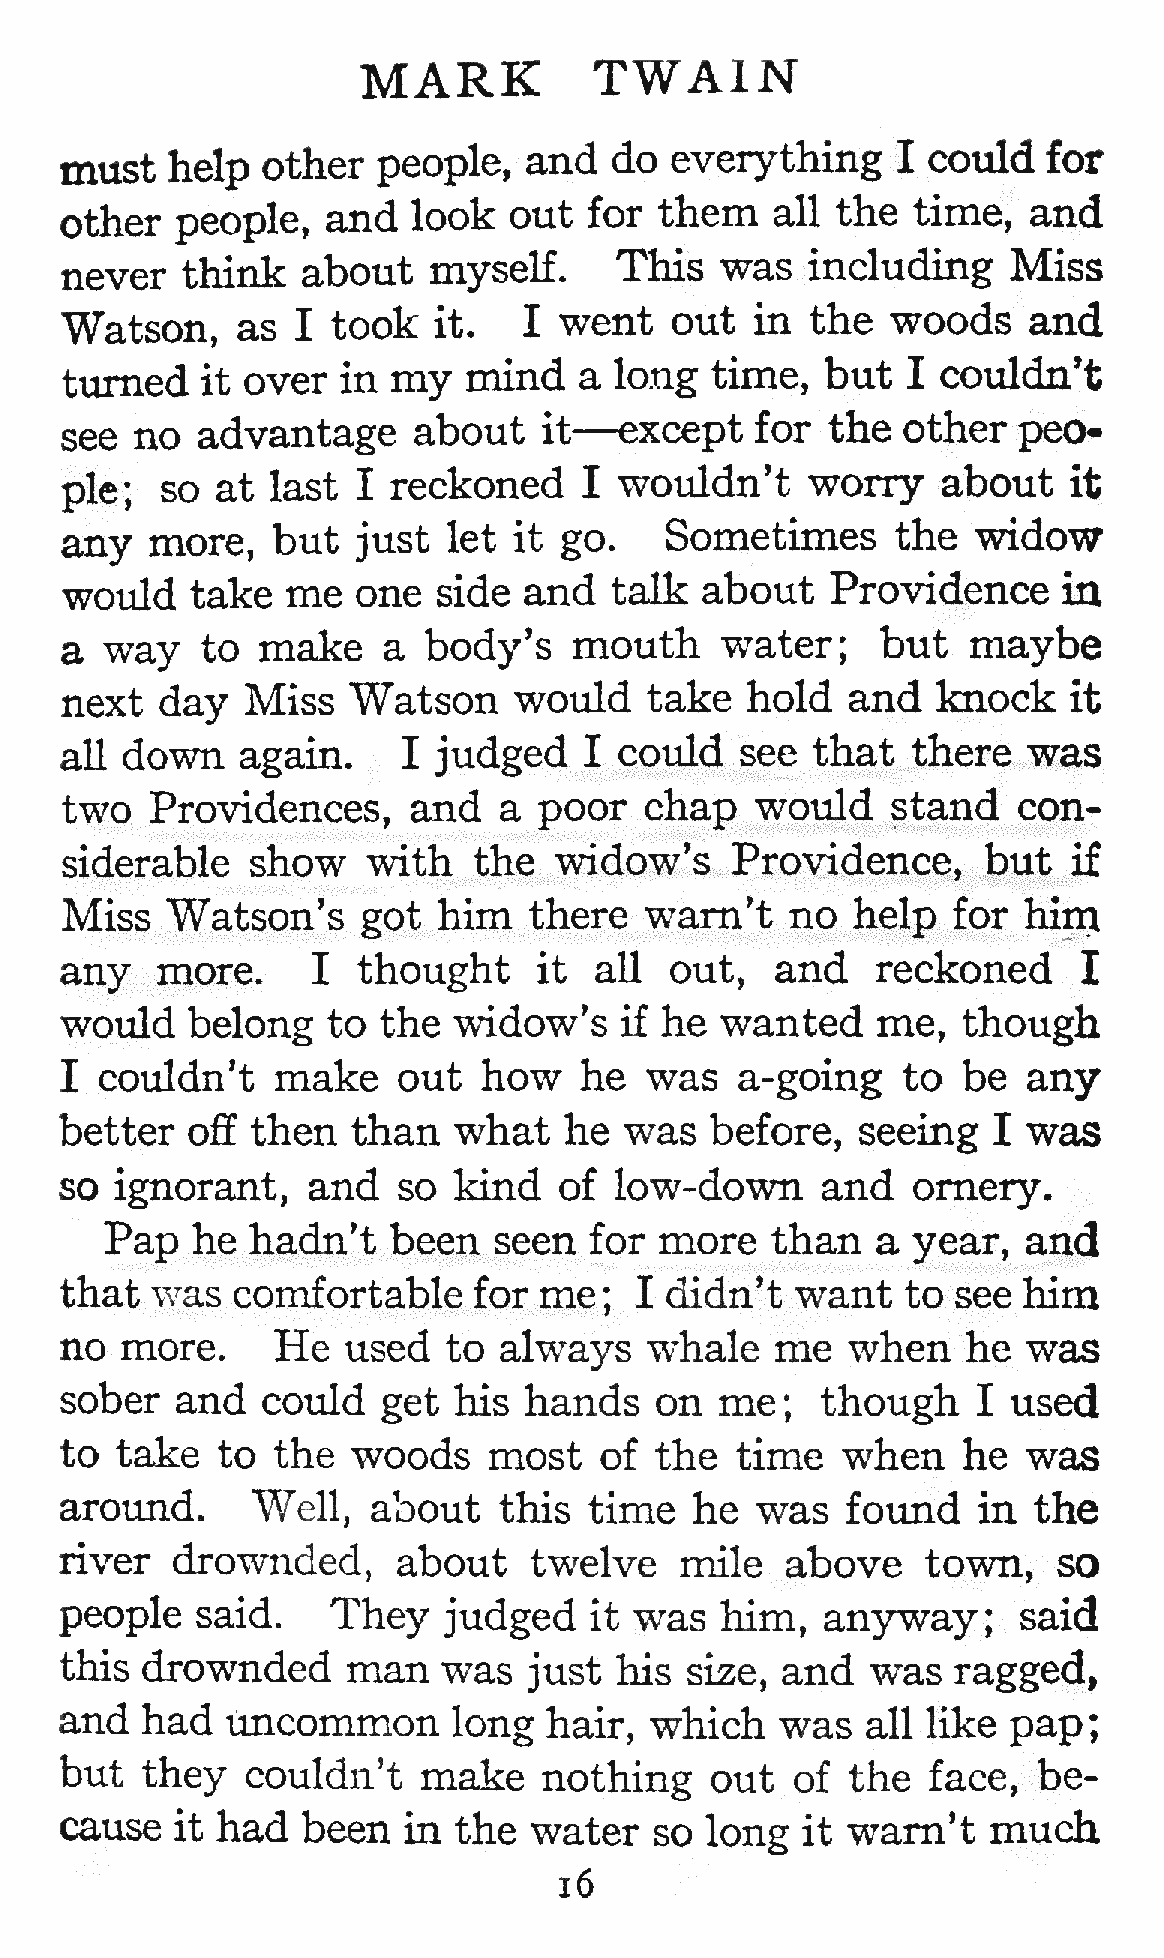 MARK TWAIN
must help other people, and do everything I could for
other people, and look out for them all the time, and
never think about myself. This was including Miss
Watson, as I took it. I went out in the woods and
turned it over in my mind a long time, but I couldn't
see no advantage about it—except for the other peo-
ple; so at last I reckoned I wouldn't worry about it
any more, but just let it go. Sometimes the widow
would take me one side and talk about Providence in
a way to make a body's mouth water; but maybe
next day Miss Watson would take hold and knock it
all down again. I judged I could see that there was
two Providences, and a poor chap would stand con-
siderable show with the widow's Providence, but if
Miss Watson's got him there warn't no help for him
any more. I thought it all out, and reckoned I
would belong to the widow's if he wanted me, though
I couldn't make out how he was a-going to be any
better off then than what he was before, seeing I was
so ignorant, and so kind of low-down and ornery.
Pap he hadn't been seen for more than a year, and
that was comfortable for me; I didn't want to see him
no more. He used to always whale me when he was
sober and could get his hands on me; though I used
to take to the woods most of the time when he was
around. Well, about this time he was found in the
river drownded, about twelve mile above town, so
people said. They judged it was him, anyway; said
this drownded man was just his size, and was ragged,
and had uncommon long hair, which was all like pap;
but they couldn't make nothing out of the face, be-
cause it had been in the water so long it warn't much
16